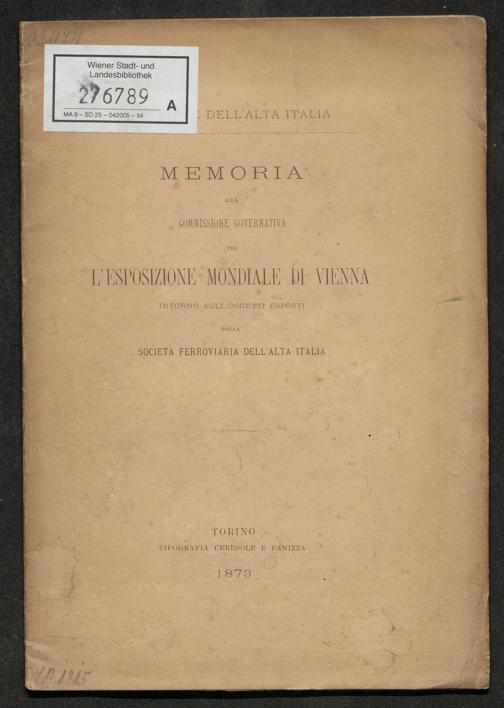 Wiener Stadt- und
Landesbibliothek
276789 A
MA 9 – SD 25 – 042005 – 54
DELL'ALTA ITALIA
MEMORIA
ALLA
COMMISSIONE GOVERNATIVA
PER
L'ESPOSIZIONE MONDIALE DI VIENNA
INTORNO AGLI OGGETTI ESPOSTI
DALLA
SOCIETÀ FERROVIARIA DELL'ALTA ITALIA
TORINO
TIPOGRAFIA CERESOLE E PANIZZA
1873